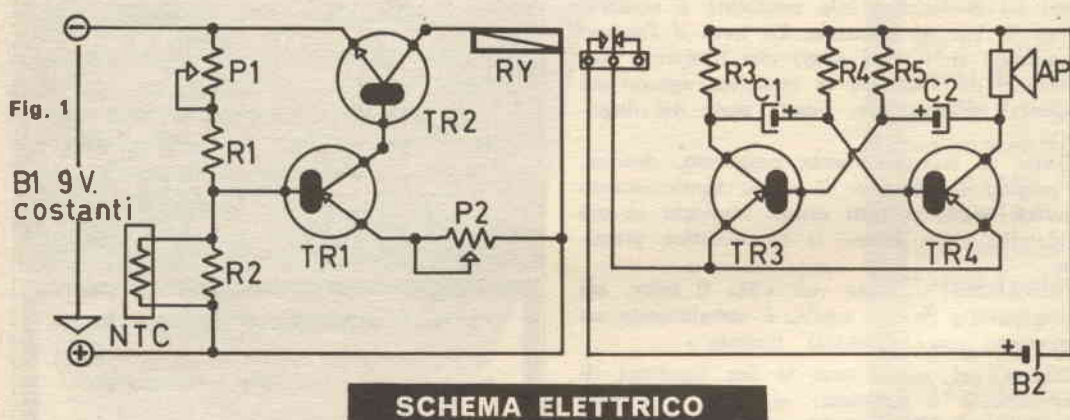 ⊖
P1
Fig. 1
R1
B1 9V.
costanti
R2
NTC
⊕
TR2
TR1
P2
RY
R3
C1
+
R4
R5
C2
+
AP
TR3
TR4
+
B2
SCHEMA ELETTRICO